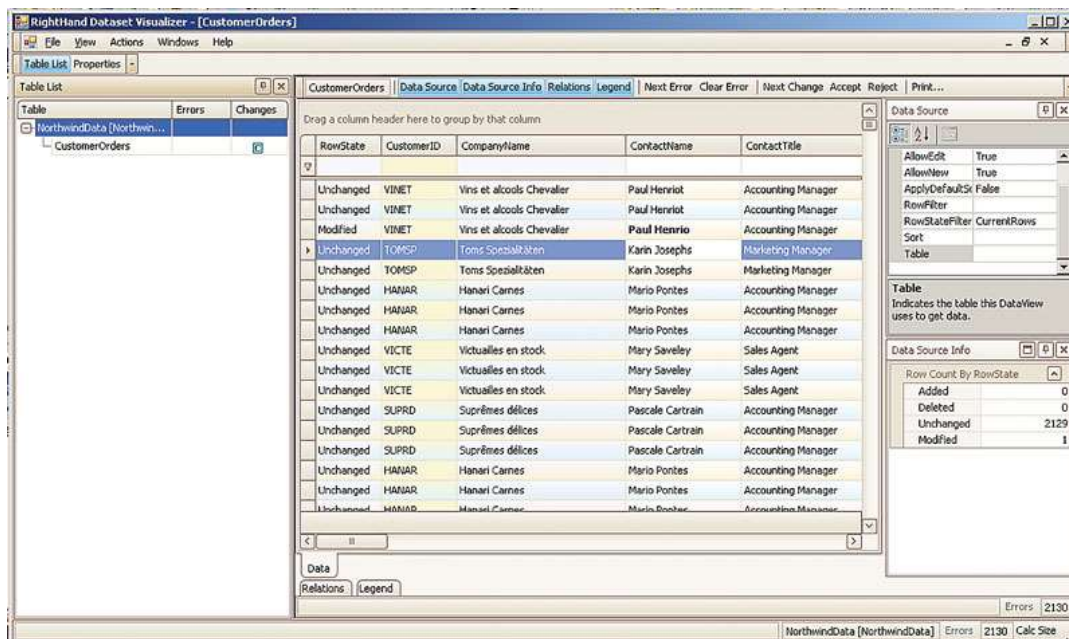 RightHand Dataset Visualizer - [CustomerOrders]
File View Actions Windows Help
Table List Properties
Table List
Table Errors Changes
NorthwindData [Northwin...
CustomerOrders C
CustomerOrders Data Source Data Source Info Relations Legend Next Error Clear Error Next Change Accept Reject Print...
Drag a column header here to group by that column
RowState CustomerID CompanyName ContactName ContactTitle
Unchanged VINET Vins et alcools Chevalier Paul Henriot Accounting Manager
Unchanged VINET Vins et alcools Chevalier Paul Henriot Accounting Manager
Modified VINET Vins et alcools Chevalier Paul Henrio Accounting Manager
Unchanged TOMSP Toms Spezialitäten Karin Josephs Marketing Manager
Unchanged TOMSP Toms Spezialitäten Karin Josephs Marketing Manager
Unchanged HANAR Hanari Carnes Mario Pontes Accounting Manager
Unchanged HANAR Hanari Carnes Mario Pontes Accounting Manager
Unchanged HANAR Hanari Carnes Mario Pontes Accounting Manager
Unchanged VICTE Victuailles en stock Mary Saveley Sales Agent
Unchanged VICTE Victuailles en stock Mary Saveley Sales Agent
Unchanged VICTE Victuailles en stock Mary Saveley Sales Agent
Unchanged SUPRD Suprêmes délices Pascale Cartrain Accounting Manager
Unchanged SUPRD Suprêmes délices Pascale Cartrain Accounting Manager
Unchanged SUPRD Suprêmes délices Pascale Cartrain Accounting Manager
Unchanged HANAR Hanari Carnes Mario Pontes Accounting Manager
Unchanged HANAR Hanari Carnes Mario Pontes Accounting Manager
Unchanged HANAR Hanari Carnes Mario Pontes Accounting Manager
Data
Relations Legend
Data Source
AllowEdit True
AllowNew True
ApplyDefaultSo False
RowFilter
RowStateFilter CurrentRows
Sort
Table
Table
Indicates the table this DataView
uses to get data.
Data Source Info
Row Count By RowState
Added 0
Deleted 0
Unchanged 2129
Modified 1
Errors 2130
NorthwindData [NorthwindData] Errors 2130 Calc Size